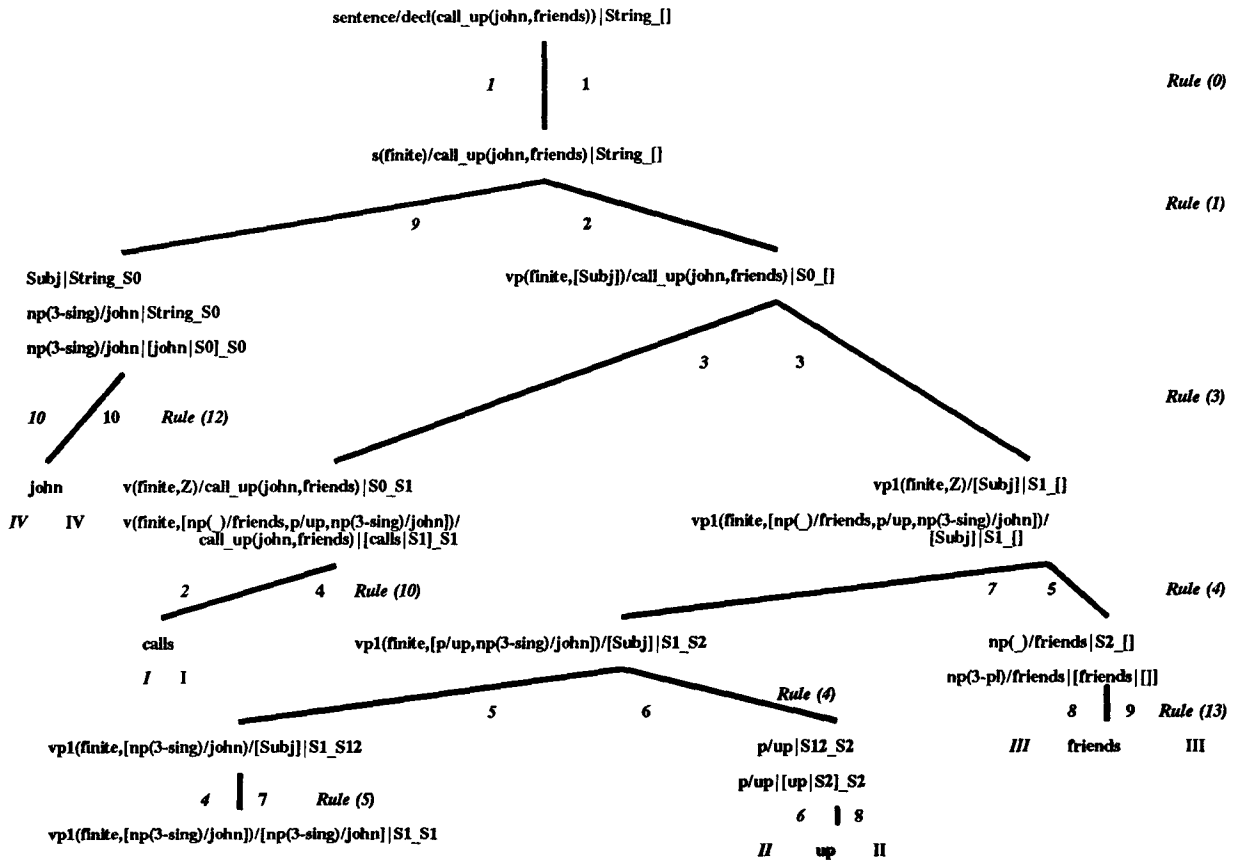 sentence/decl(call_up(john,friends))|String_[]
1 1 Rule (0)
s(finite)/call_up(john,friends)|String_[]
9 2 Rule (1)
Subj|String_S0 vp(finite,[Subj])/call_up(john,friends)|S0_[]
np(3-sing)/john|String_S0
np(3-sing)/john|[john|S0]_S0
3 3 Rule (3)
10 10 Rule (12)
john v(finite,Z)/call_up(john,friends)|S0_S1 vp1(finite,Z)/[Subj]|S1_[]
IV IV v(finite,[np(_)/friends,p/up,np(3-sing)/john])/ vp1(finite,[np(_)/friends,p/up,np(3-sing)/john])/
call_up(john,friends)|[calls|S1]_S1 [Subj]|S1_[]
2 4 Rule (10) 7 5 Rule (4)
calls vp1(finite,[p/up,np(3-sing)/john])/[Subj]|S1_S2 np(_)/friends|S2_[]
I I np(3-pl)/friends|[friends|[]]
5 6 Rule (4)
8 9 Rule (13)
vp1(finite,[np(3-sing)/john)/[Subj]|S1_S12 p/up|S12_S2 III friends III
p/up|[up|S2]_S2
4 7 Rule (5)
6 8
vp1(finite,[np(3-sing)/john])/[np(3-sing)/john]|S1_S1
II up II